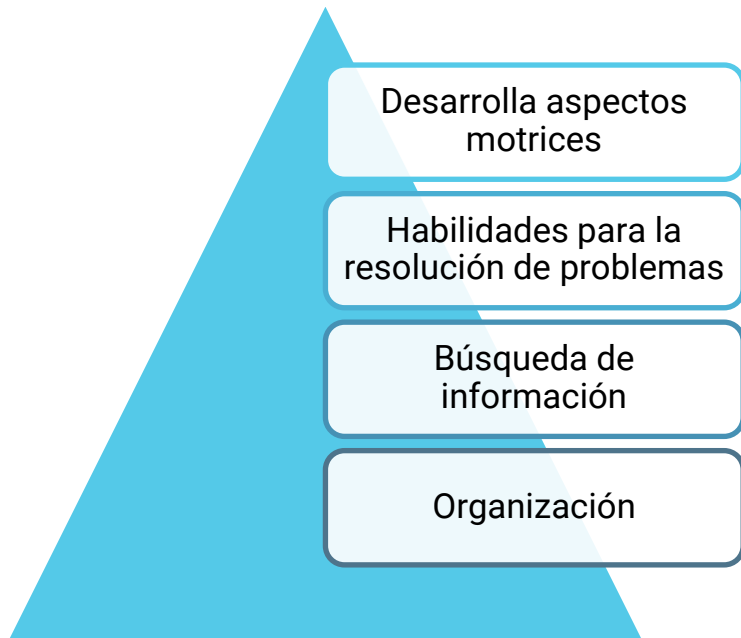 Desarrolla aspectos
motrices
Habilidades para la
resolución de problemas
Búsqueda de
información
Organización